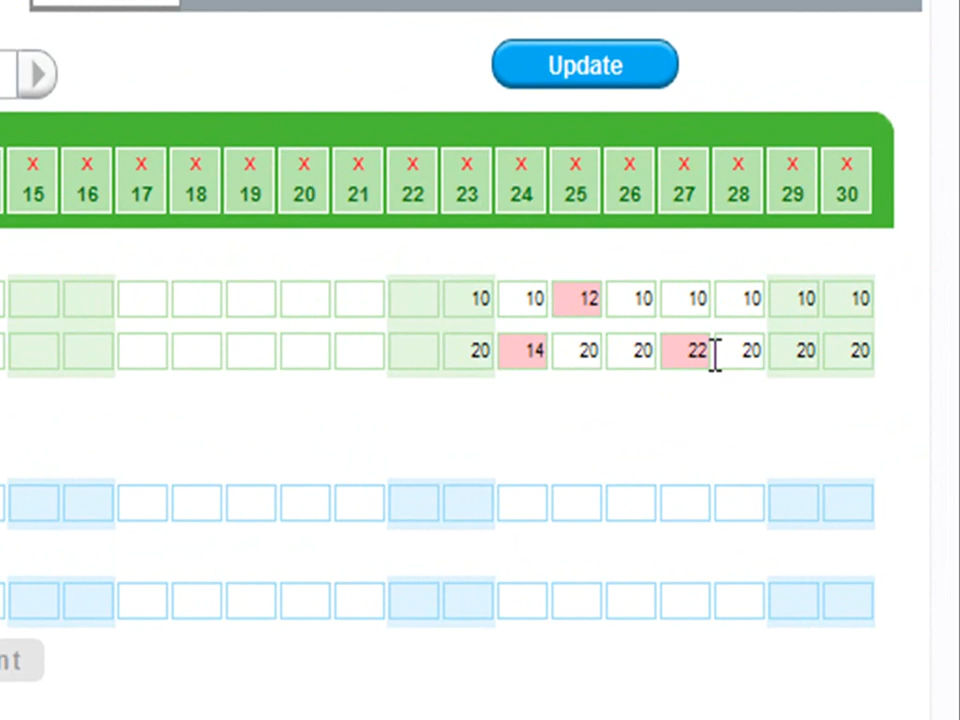 Update
X X X X X X X X X X X X X X X X
15 16 17 18 19 20 21 22 23 24 25 26 27 28 29 30
10 10 12 10 10 10 10 10
20 14 20 20 22 20 20 20
nt